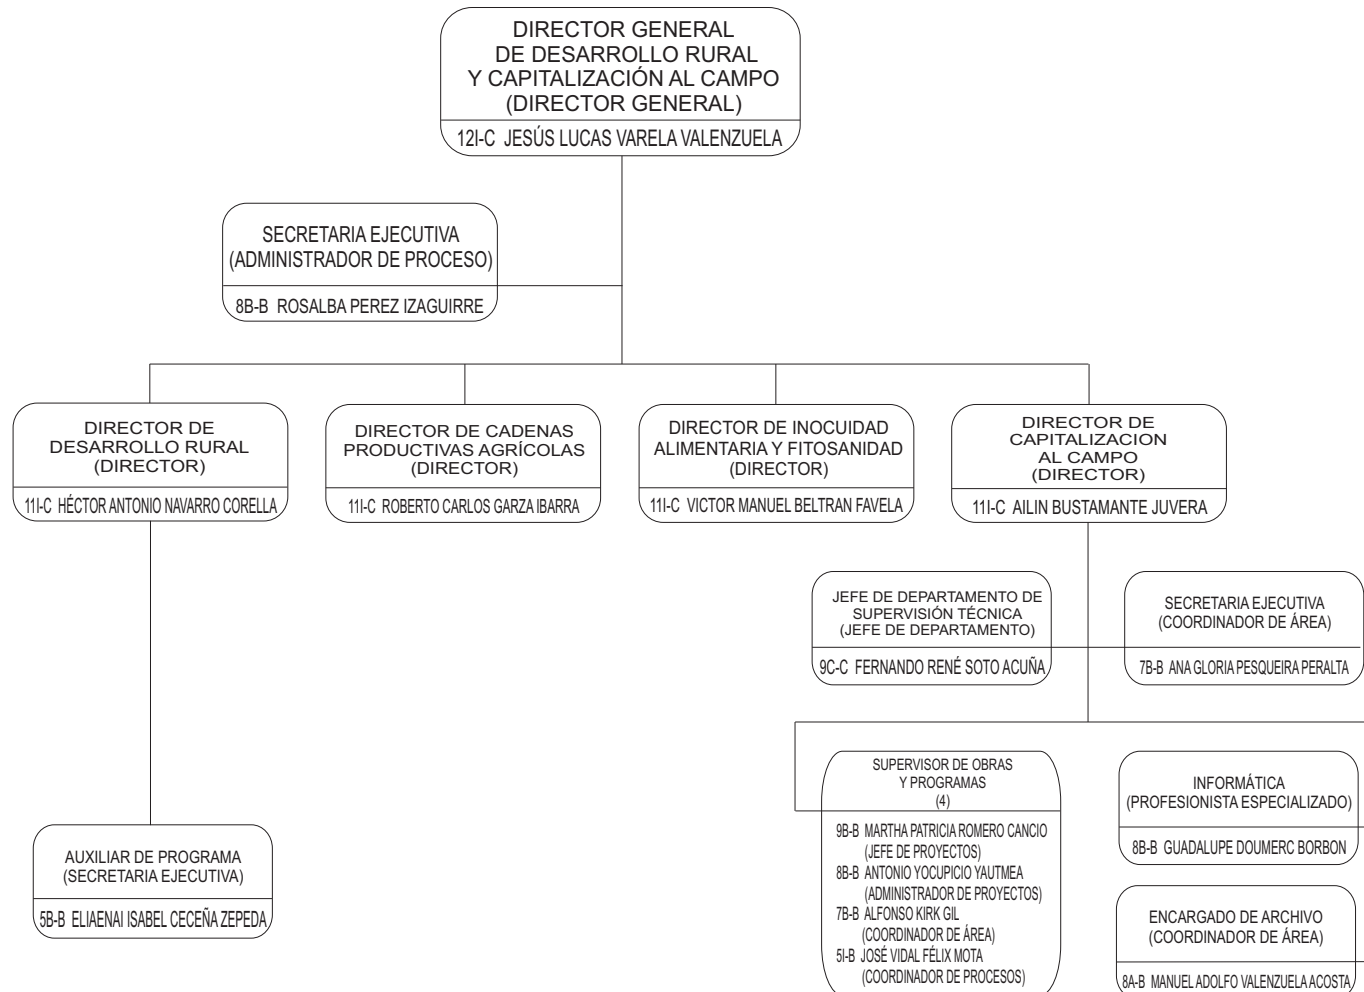 DIRECTOR GENERAL
DE DESARROLLO RURAL
Y CAPITALIZACIÓN AL CAMPO
(DIRECTOR GENERAL)
12I-C JESÚS LUCAS VARELA VALENZUELA
SECRETARIA EJECUTIVA
(ADMINISTRADOR DE PROCESO)
8B-B ROSALBA PEREZ IZAGUIRRE
DIRECTOR DE
DESARROLLO RURAL
(DIRECTOR)
11I-C HÉCTOR ANTONIO NAVARRO CORELLA
DIRECTOR DE CADENAS
PRODUCTIVAS AGRÍCOLAS
(DIRECTOR)
11I-C ROBERTO CARLOS GARZA IBARRA
DIRECTOR DE INOCUIDAD
ALIMENTARIA Y FITOSANIDAD
(DIRECTOR)
11I-C VICTOR MANUEL BELTRAN FAVELA
DIRECTOR DE
CAPITALIZACION
AL CAMPO
(DIRECTOR)
11I-C AILIN BUSTAMANTE JUVERA
JEFE DE DEPARTAMENTO DE
SUPERVISIÓN TÉCNICA
(JEFE DE DEPARTAMENTO)
9C-C FERNANDO RENÉ SOTO ACUÑA
SECRETARIA EJECUTIVA
(COORDINADOR DE ÁREA)
7B-B ANA GLORIA PESQUEIRA PERALTA
SUPERVISOR DE OBRAS
Y PROGRAMAS
(4)
9B-B MARTHA PATRICIA ROMERO CANCIO
(JEFE DE PROYECTOS)
8B-B ANTONIO YOCUPICIO YAUTMEA
(ADMINISTRADOR DE PROYECTOS)
7B-B ALFONSO KIRK GIL
(COORDINADOR DE ÁREA)
5I-B JOSÉ VIDAL FÉLIX MOTA
(COORDINADOR DE PROCESOS)
INFORMÁTICA
(PROFESIONISTA ESPECIALIZADO)
8B-B GUADALUPE DOUMERC BORBON
ENCARGADO DE ARCHIVO
(COORDINADOR DE ÁREA)
8A-B MANUEL ADOLFO VALENZUELA ACOSTA
AUXILIAR DE PROGRAMA
(SECRETARIA EJECUTIVA)
5B-B ELIAENAI ISABEL CECEÑA ZEPEDA